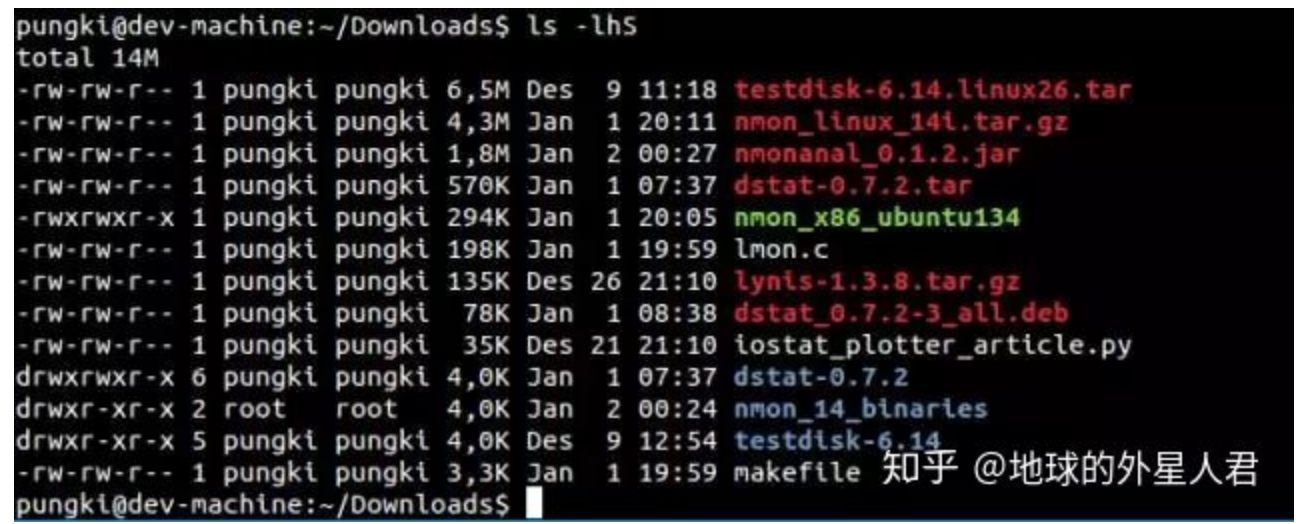 pungki@dev-machine:~/Downloads$ ls -lhS
total 14M
-rw-rw-r-- 1 pungki pungki 6,5M Des  9 11:18 testdisk-6.14.linux26.tar
-rw-rw-r-- 1 pungki pungki 4,3M Jan  1 20:11 nmon_linux_14i.tar.gz
-rw-rw-r-- 1 pungki pungki 1,8M Jan  2 00:27 nmonanal_0.1.2.jar
-rw-rw-r-- 1 pungki pungki 570K Jan  1 07:37 dstat-0.7.2.tar
-rwxrwxr-x 1 pungki pungki 294K Jan  1 20:05 nmon_x86_ubuntu134
-rw-rw-r-- 1 pungki pungki 198K Jan  1 19:59 lmon.c
-rw-rw-r-- 1 pungki pungki 135K Des 26 21:10 lynis-1.3.8.tar.gz
-rw-rw-r-- 1 pungki pungki  78K Jan  1 08:38 dstat_0.7.2-3_all.deb
-rw-rw-r-- 1 pungki pungki  35K Des 21 21:10 iostat_plotter_article.py
drwxrwxr-x 6 pungki pungki 4,0K Jan  1 07:37 dstat-0.7.2
drwxr-xr-x 2 root   root   4,0K Jan  2 00:24 nmon_14_binaries
drwxr-xr-x 5 pungki pungki 4,0K Des  9 12:54 testdisk-6.14
-rw-rw-r-- 1 pungki pungki 3,3K Jan  1 19:59 makefile
知乎 @地球的外星人君
pungki@dev-machine:~/Downloads$